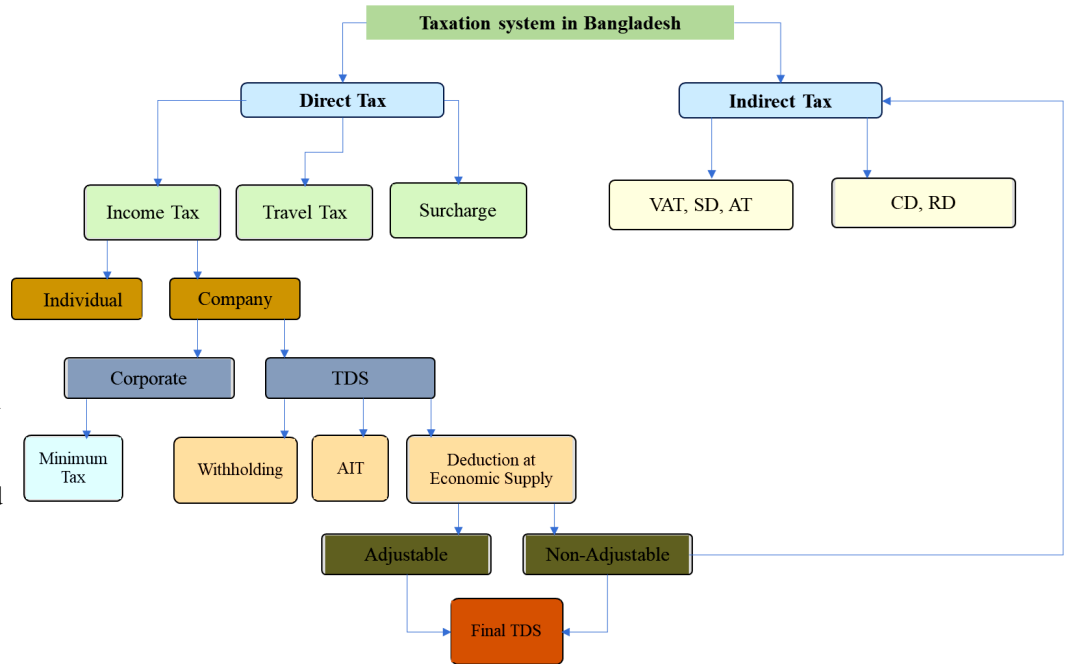 Taxation system in Bangladesh
Direct Tax
Indirect Tax
Income Tax
Travel Tax
Surcharge
VAT, SD, AT
CD, RD
Individual
Company
Corporate
TDS
Minimum
Tax
Withholding
AIT
Deduction at
Economic Supply
Adjustable
Non-Adjustable
Final TDS